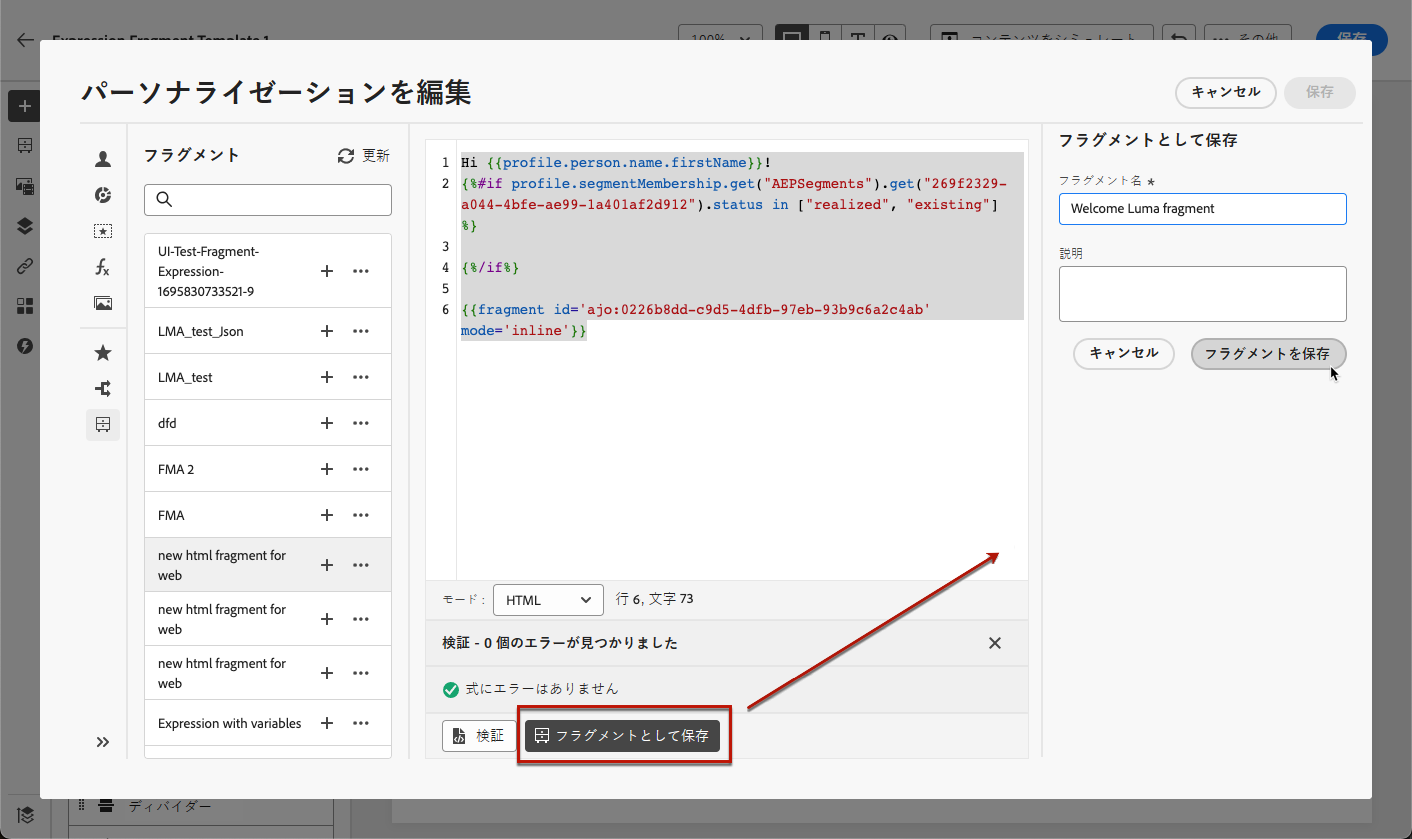 Expression Fragment Template 1
100%
コンテンツをシミュレート
その他
保存
パーソナライゼーションを編集
キャンセル
保存
フラグメント
更新
UI-Test-Fragment-
Expression-
1695830733521-9
LMA_test_Json
LMA_test
dfd
FMA 2
FMA
new html fragment for
web
new html fragment for
web
new html fragment for
web
Expression with variables
1 Hi {{profile.person.name.firstName}}!
2 {%#if profile.segmentMembership.get("AEPSegments").get("269f2329-
a044-4bfe-ae99-1a401af2d912").status in ["realized", "existing"]
%}
3
4 {%/if%}
5
6 {{fragment id='ajo:0226b8dd-c9d5-4dfb-97eb-93b9c6a2c4ab'
mode='inline'}}
モード :
HTML
行 6, 文字 73
検証 - 0 個のエラーが見つかりました
式にエラーはありません
検証
フラグメントとして保存
フラグメントとして保存
フラグメント名 *
Welcome Luma fragment
説明
キャンセル
フラグメントを保存
ディバイダー